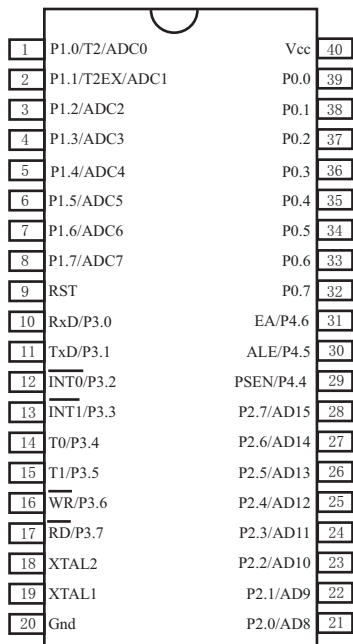 1 P1.0/T2/ADC0 Vcc 40
2 P1.1/T2EX/ADC1 P0.0 39
3 P1.2/ADC2 P0.1 38
4 P1.3/ADC3 P0.2 37
5 P1.4/ADC4 P0.3 36
6 P1.5/ADC5 P0.4 35
7 P1.6/ADC6 P0.5 34
8 P1.7/ADC7 P0.6 33
9 RST P0.7 32
10 RxD/P3.0 EA/P4.6 31
11 TxD/P3.1 ALE/P4.5 30
12 INT0/P3.2 PSEN/P4.4 29
13 INT1/P3.3 P2.7/AD15 28
14 T0/P3.4 P2.6/AD14 27
15 T1/P3.5 P2.5/AD13 26
16 WR/P3.6 P2.4/AD12 25
17 RD/P3.7 P2.3/AD11 24
18 XTAL2 P2.2/AD10 23
19 XTAL1 P2.1/AD9 22
20 Gnd P2.0/AD8 21